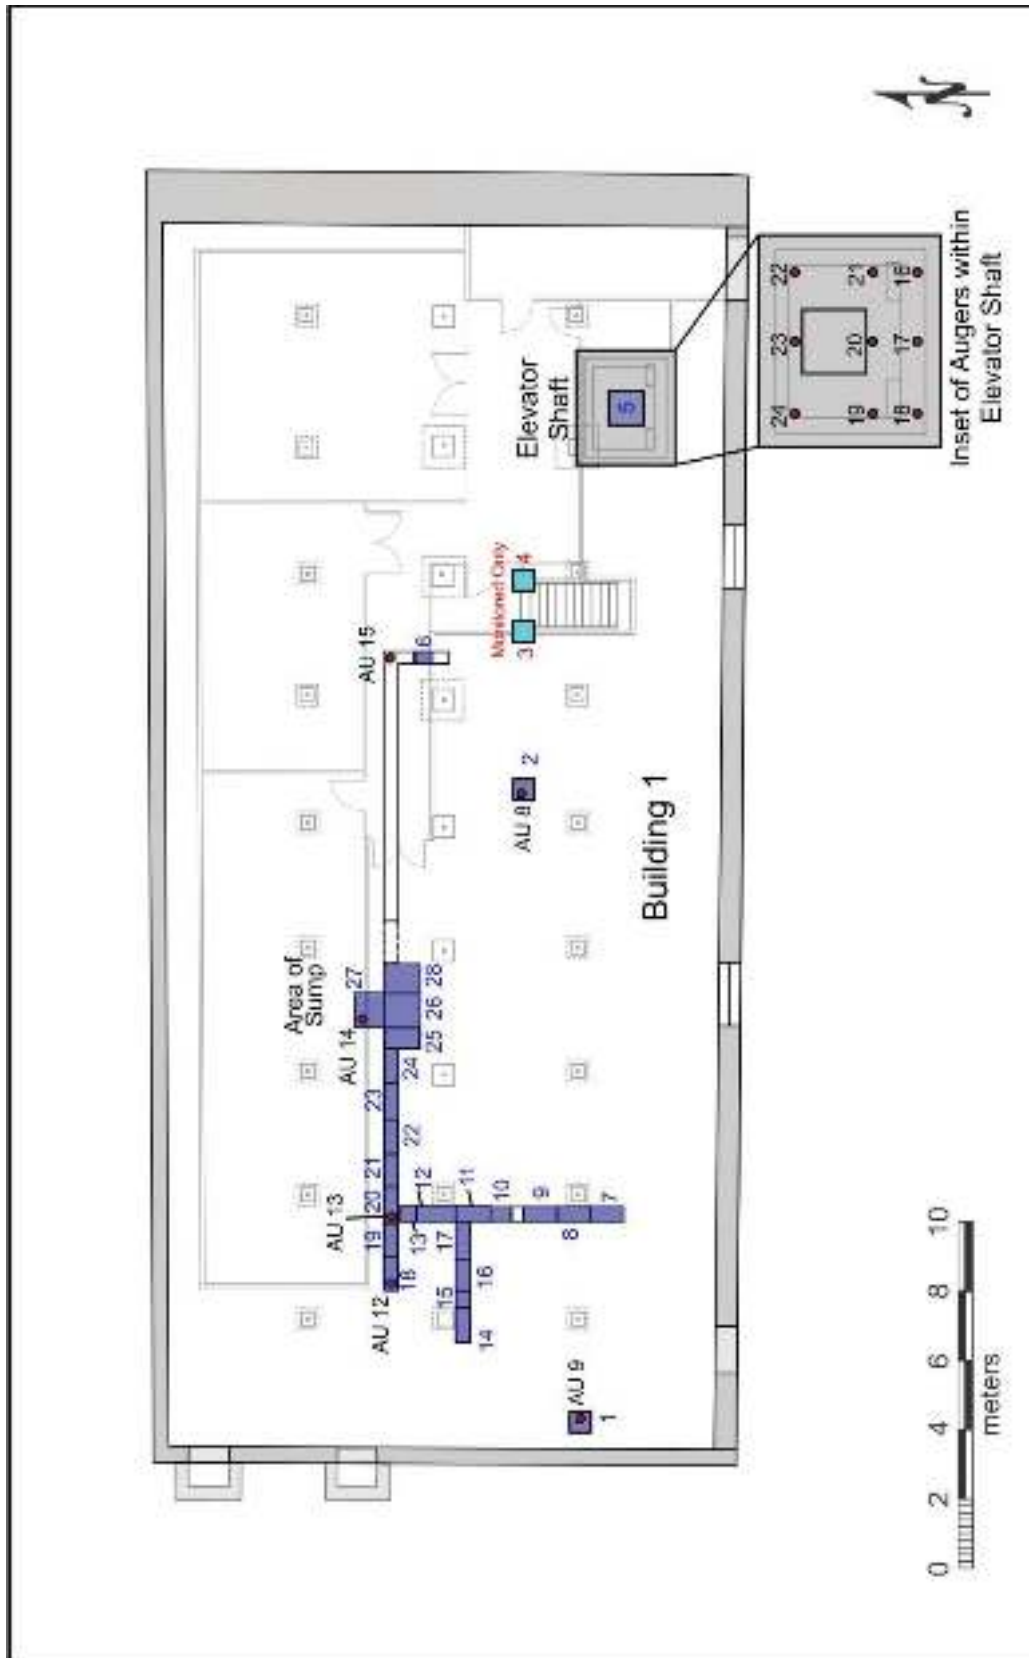 Area of
Sump
AU 14
27
AU 13
AU 15
AU 12
19 20 21 23
18 22 24
6
13 12
25 26 28
15 17 11
14 16 10
Monitored Only
3 4
AU 8 2
Elevator
Shaft
5
9
8
7
AU 9
1
Building 1
24 23 22
19 20 21
18 17 16
Inset of Augers within
Elevator Shaft
0 2 4 6 8 10
meters
N